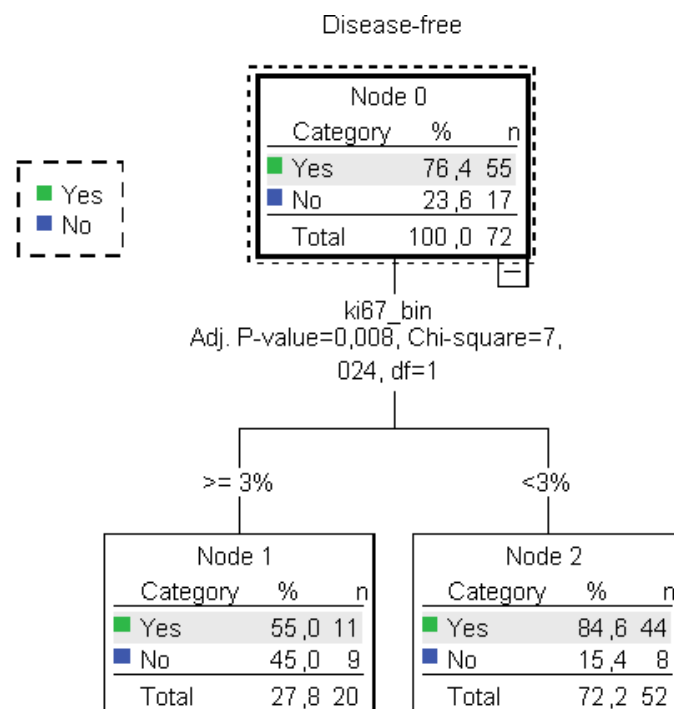 Disease-free
Yes
No
Node 0
Category % n
Yes 76 ,4 55
No 23 ,6 17
Total 100 ,0 72
ki67_bin
Adj. P-value=0,008, Chi-square=7,
024, df=1
>= 3%
<3%
Node 1
Category % n
Yes 55 ,0 11
No 45 ,0 9
Total 27 ,8 20
Node 2
Category % n
Yes 84 ,6 44
No 15 ,4 8
Total 72 ,2 52